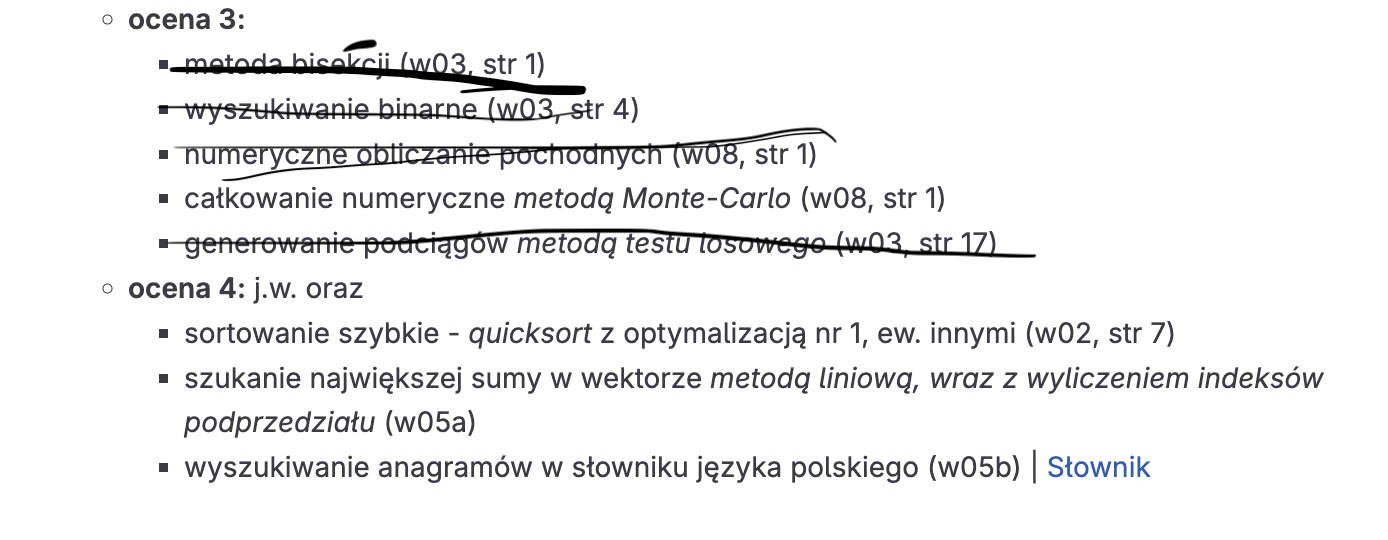 ocena 3:
metoda bisekcji (w03, str 1)
wyszukiwanie binarne (w03, str 4)
numeryczne obliczanie pochodnych (w08, str 1)
całkowanie numeryczne metodą Monte-Carlo (w08, str 1)
generowanie podciągów metodą testu losowego (w03, str 17)
ocena 4: j.w. oraz
sortowanie szybkie - quicksort z optymalizacją nr 1, ew. innymi (w02, str 7)
szukanie największej sumy w wektorze metodą liniową, wraz z wyliczeniem indeksów
podprzedziału (w05a)
wyszukiwanie anagramów w słowniku języka polskiego (w05b) | Słownik